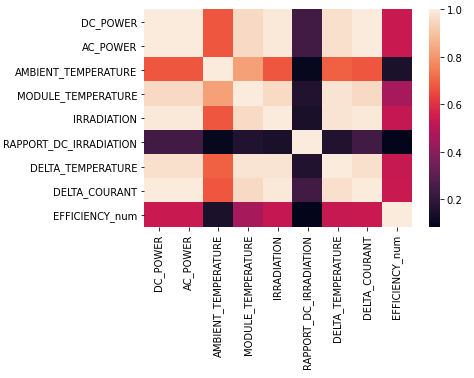 DC_POWER
AC_POWER
AMBIENT_TEMPERATURE
MODULE_TEMPERATURE
IRRADIATION
RAPPORT_DC_IRRADIATION
DELTA_TEMPERATURE
DELTA_COURANT
EFFICIENCY_num
DC_POWER
AC_POWER
AMBIENT_TEMPERATURE
MODULE_TEMPERATURE
IRRADIATION
RAPPORT_DC_IRRADIATION
DELTA_TEMPERATURE
DELTA_COURANT
EFFICIENCY_num
1.0
0.8
0.6
0.4
0.2